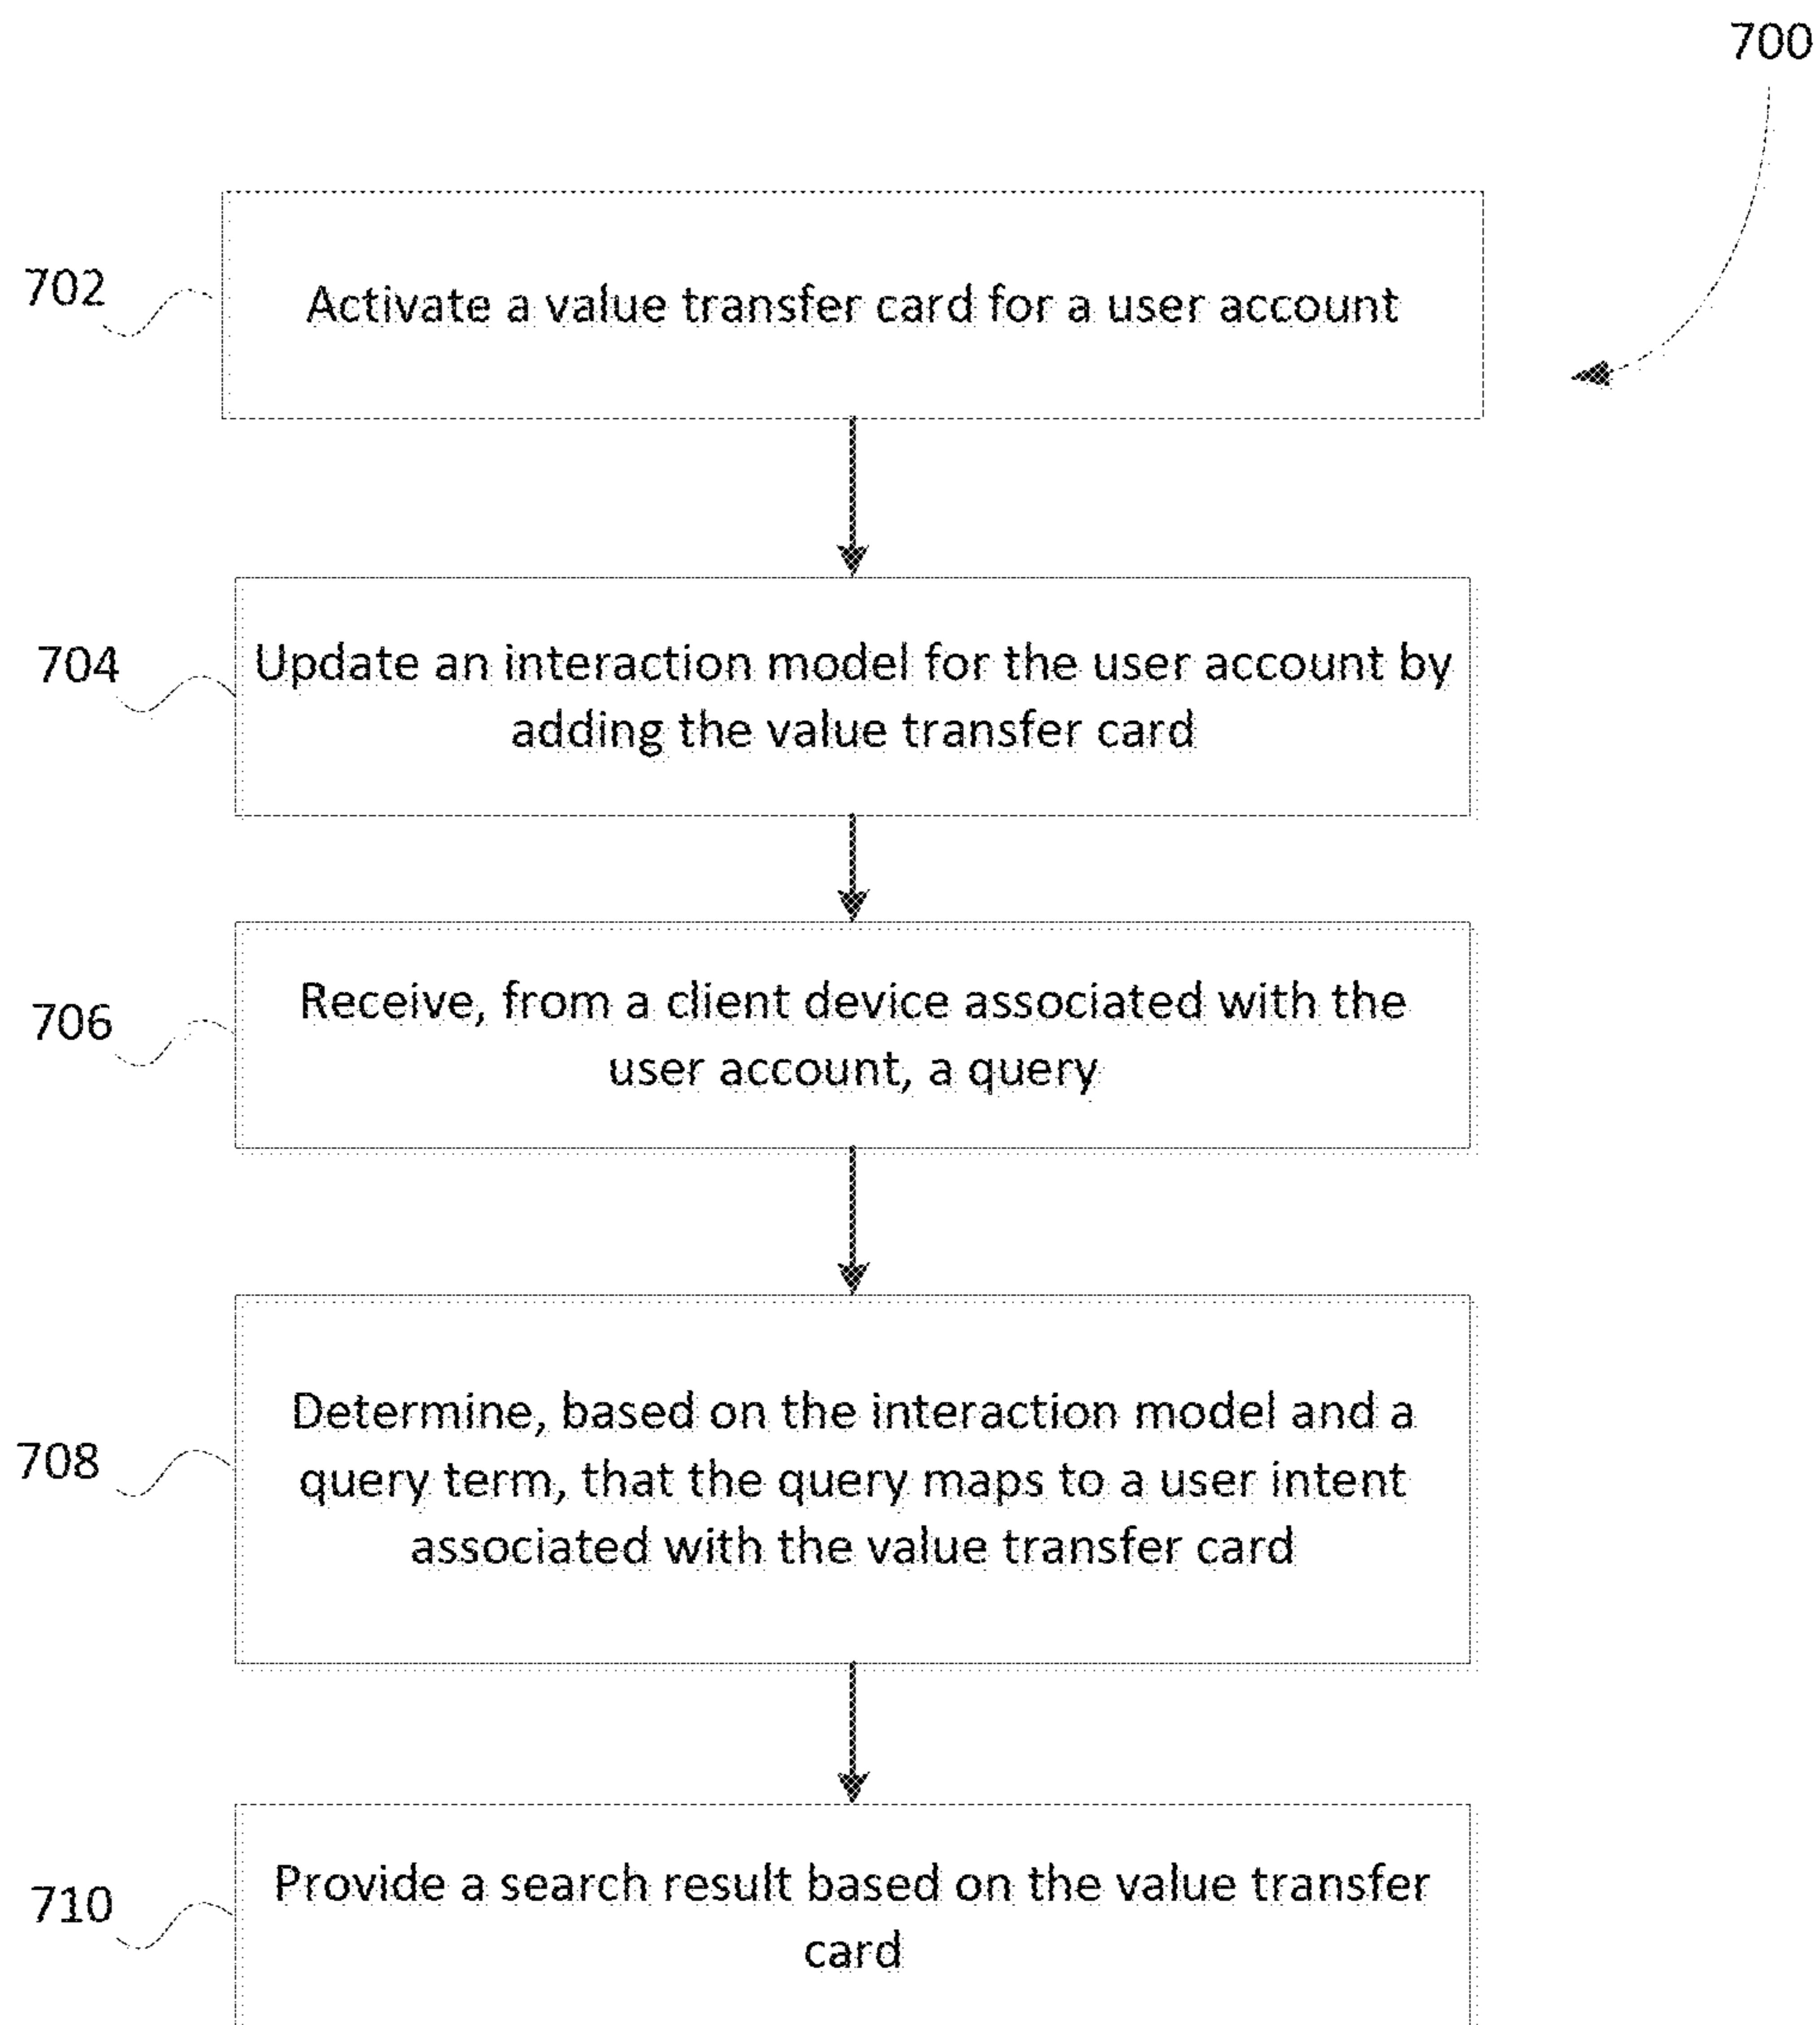 700
702
Activate a value transfer card for a user account
704
Update an interaction model for the user account by
adding the value transfer card
706
Receive, from a client device associated with the
user account, a query
708
Determine, based on the interaction model and a
query term, that the query maps to a user intent
associated with the value transfer card
710
Provide a search result based on the value transfer
card